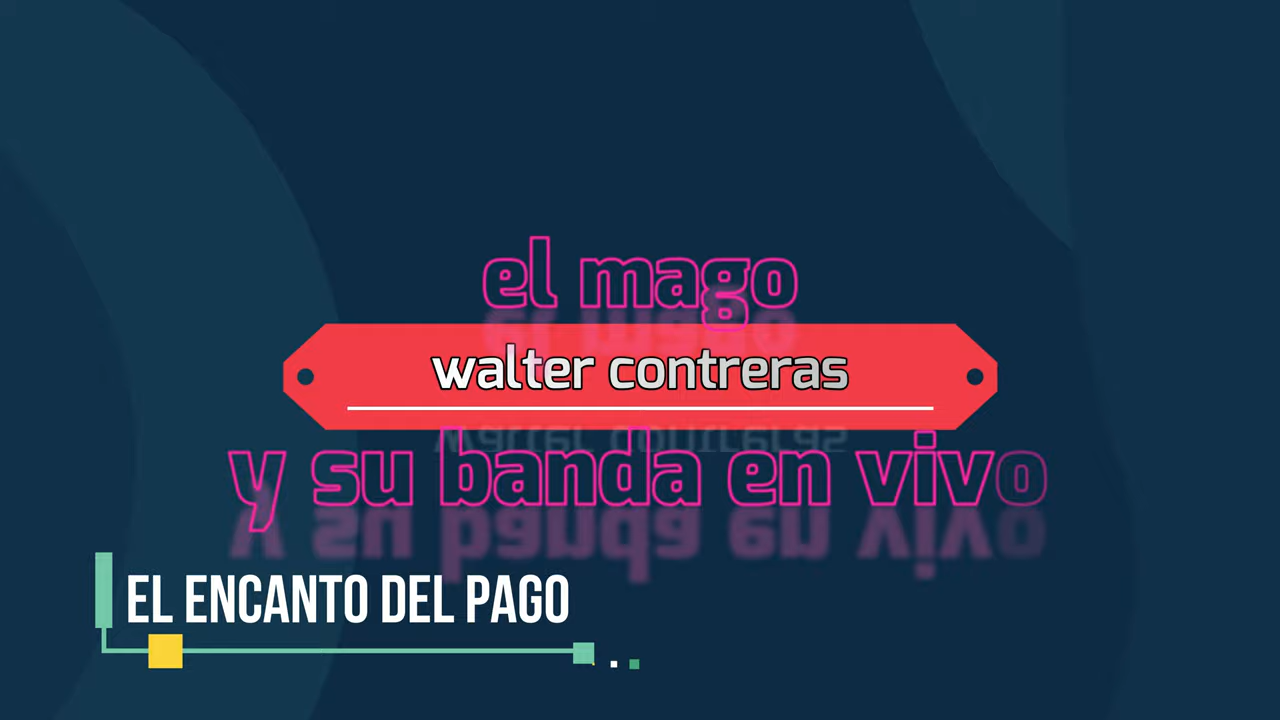 el mago
walter contreras
y su banda en vivo
EL ENCANTO DEL PAGO